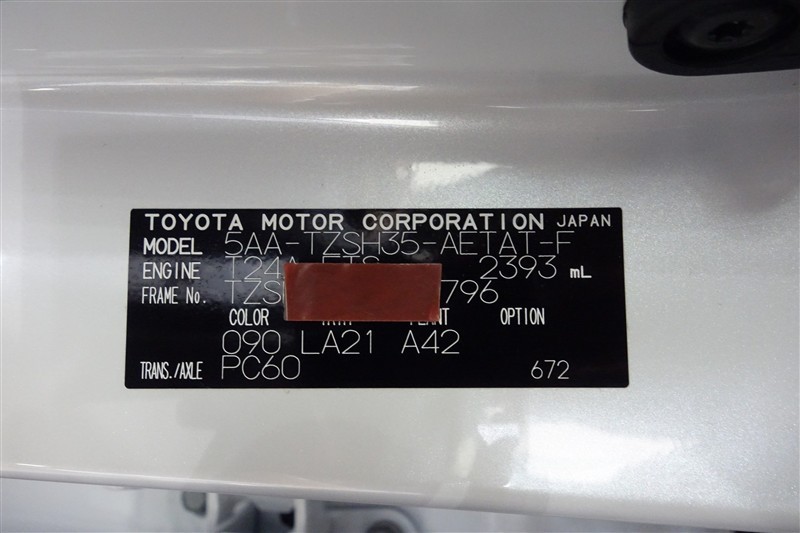 TOYOTA MOTOR CORPORATION JAPAN
MODEL 5AA-TZSH35-AETAT-F
ENGINE 2393 mL
FRAME No. 796
COLOR OPTION
090 LA21 A42
TRANS./AXLE PC60 672